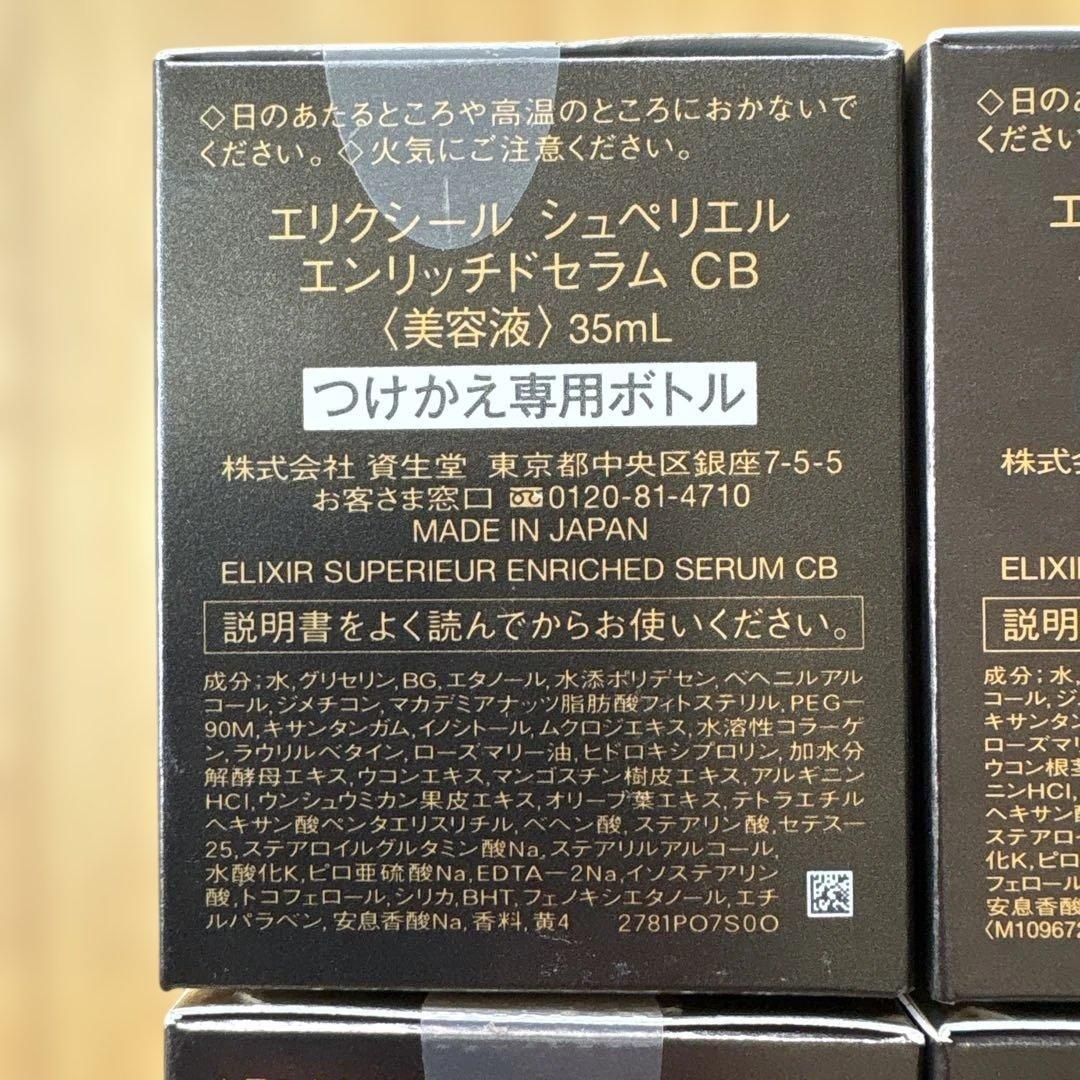 ◇日のあたるところや高温のところにおかないで
ください。◇火気にご注意ください。
エリクシール シュペリエル
エンリッチドセラム CB
〈美容液〉35mL
つけかえ専用ボトル
株式会社 資生堂 東京都中央区銀座7-5-5
お客さま窓口 0120-81-4710
MADE IN JAPAN
ELIXIR SUPERIEUR ENRICHED SERUM CB
説明書をよく読んでからお使いください。
成分:水,グリセリン,BG,エタノール,水添ポリデセン,ベヘニルアル
コール,ジメチコン,マカデミアナッツ脂肪酸フィトステリル,PEG-
90M,キサンタンガム,イノシトール,ムクロジエキス,水溶性コラーゲ
ン,ラウリルベタイン,ローズマリー油,ヒドロキシプロリン,加水分
解酵母エキス,ウコンエキス,マンゴスチン樹皮エキス,アルギニン
HCl,ウンシュウミカン果皮エキス,オリーブ葉エキス,テトラエチル
ヘキサン酸ペンタエリスリチル,ベヘン酸,ステアリン酸,セテス-
25,ステアロイルグルタミン酸Na,ステアリルアルコール,
水酸化K,ピロ亜硫酸Na,EDTA-2Na,イソステアリン
酸,トコフェロール,シリカ,BHT,フェノキシエタノール,エチ
ルパラベン,安息香酸Na,香料,黄4 2781PO7S0O
◇日の
ください
エ
株式
ELIXI
説明
成分:水,
コール,ジ
キサンタン
ローズマリ
ウコン根茎
ニンHCl,
ヘキサン
ステアロ
化K,ピロ
フェロール
安息香酸
〈M109672